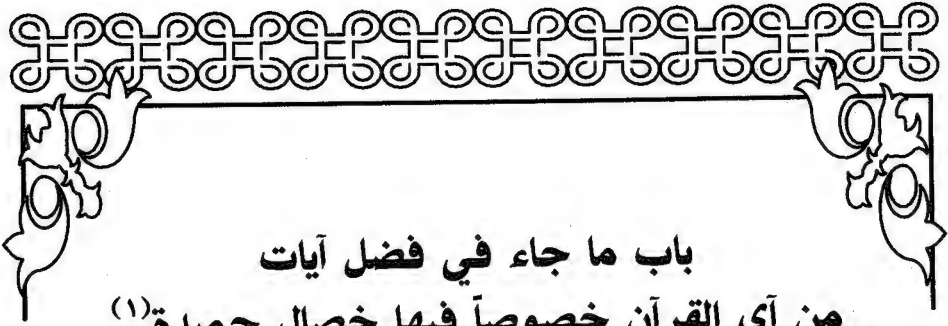 باب ما جاء في فضل آيات
من آي القرآن خصوصاً فيها خصال حميدة(١)